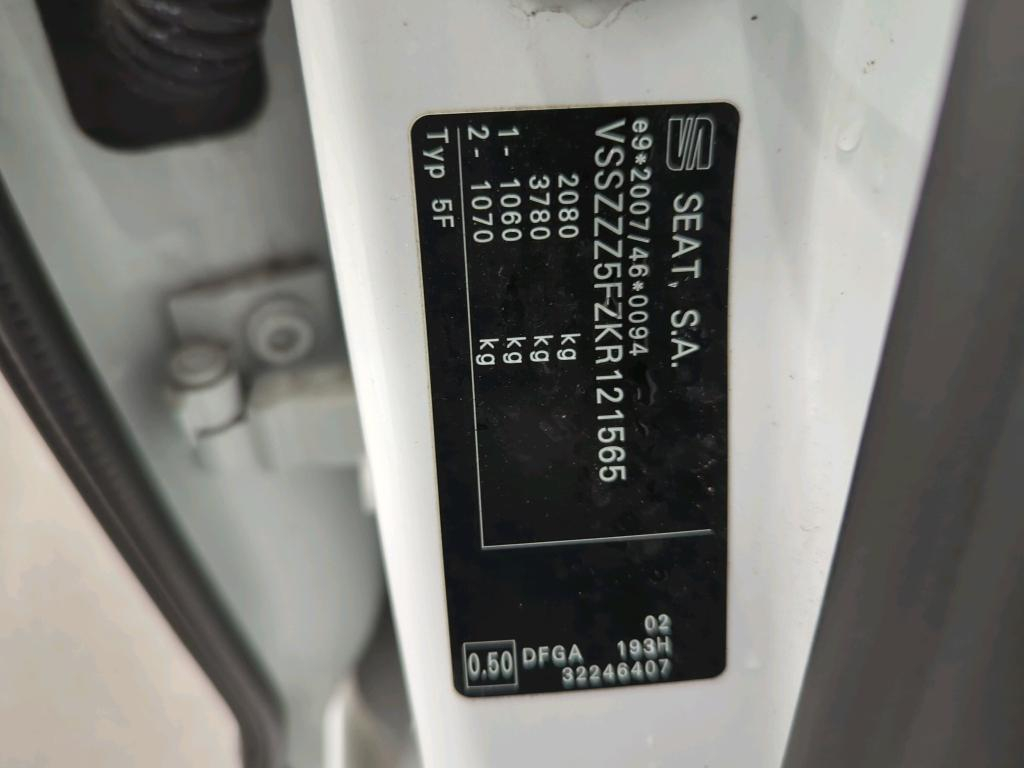 SEAT, S.A.
e9*2007/46*0094
VSSZZZ5FZKR121565
2080 kg
3780 kg
1- 1060 kg
2- 1070 kg
Typ 5F
02
193H
32246407
DFGA
0.50